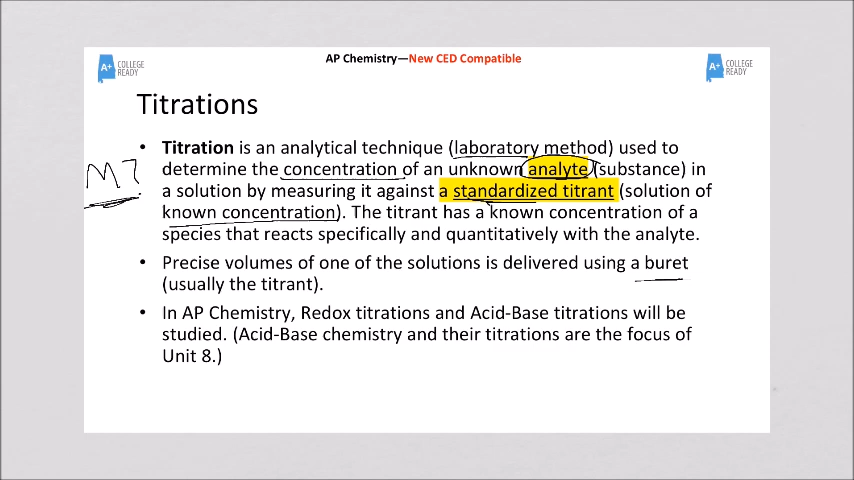 AP Chemistry—New CED Compatible
A+ COLLEGE READY
A+ COLLEGE READY
Titrations
• Titration is an analytical technique (laboratory method) used to
determine the concentration of an unknown analyte (substance) in
M?
a solution by measuring it against a standardized titrant (solution of
known concentration). The titrant has a known concentration of a
species that reacts specifically and quantitatively with the analyte.
• Precise volumes of one of the solutions is delivered using a buret
(usually the titrant).
• In AP Chemistry, Redox titrations and Acid-Base titrations will be
studied. (Acid-Base chemistry and their titrations are the focus of
Unit 8.)